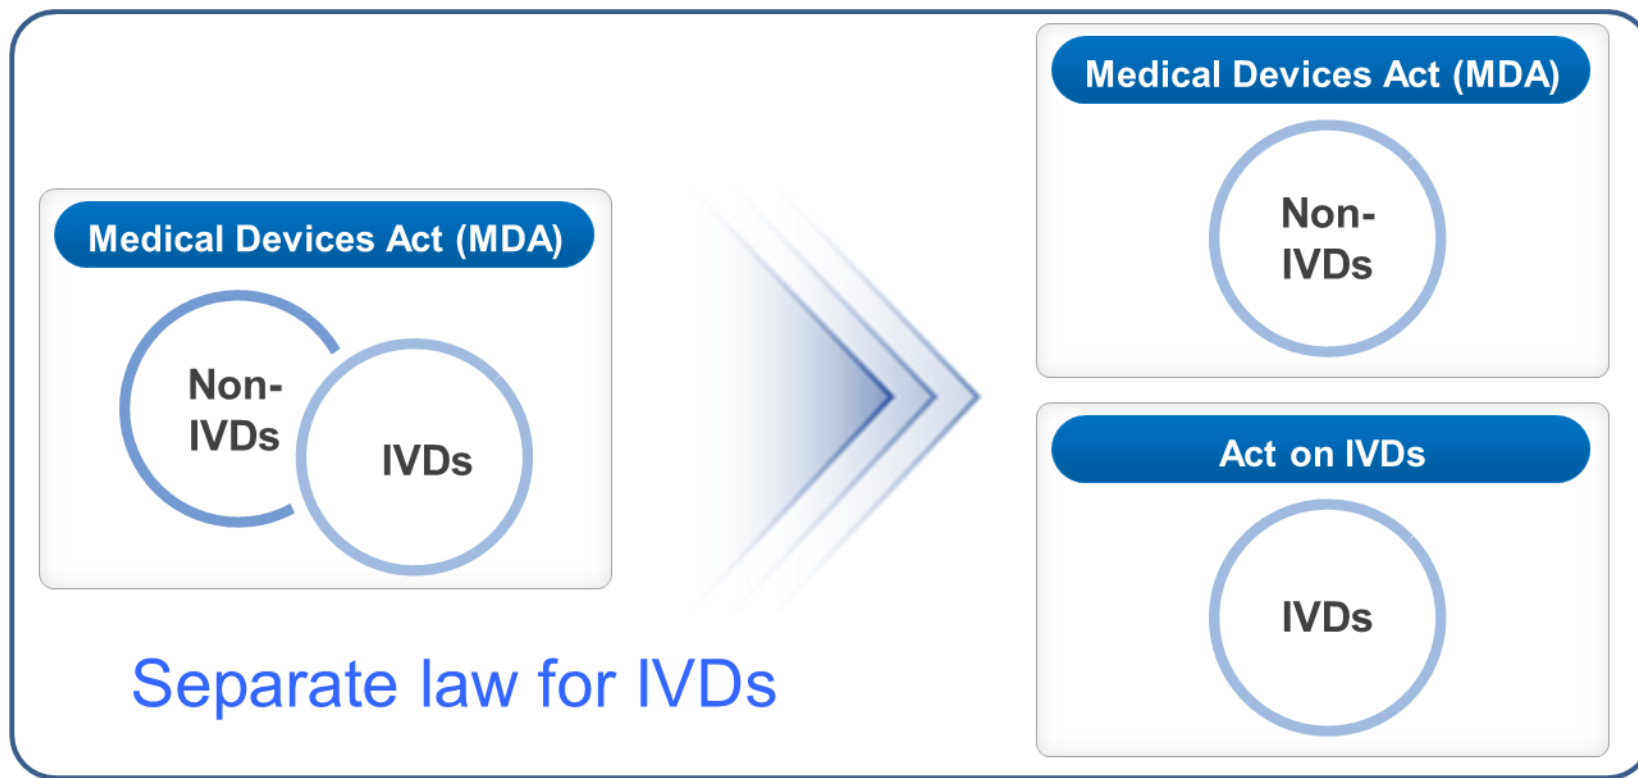 Medical Devices Act (MDA)
Non-
IVDs
IVDs
Separate law for IVDs
Medical Devices Act (MDA)
Non-
IVDs
Act on IVDs
IVDs